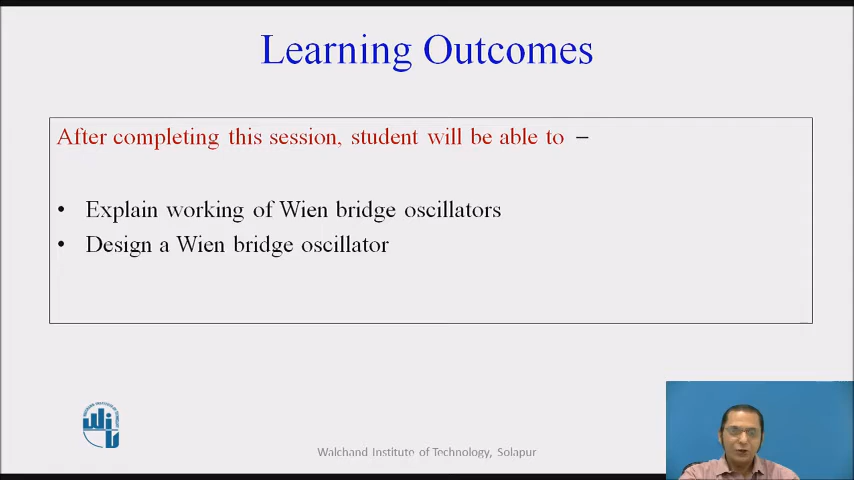 Learning Outcomes
After completing this session, student will be able to –
• Explain working of Wien bridge oscillators
• Design a Wien bridge oscillator
Walchand Institute of Technology, Solapur